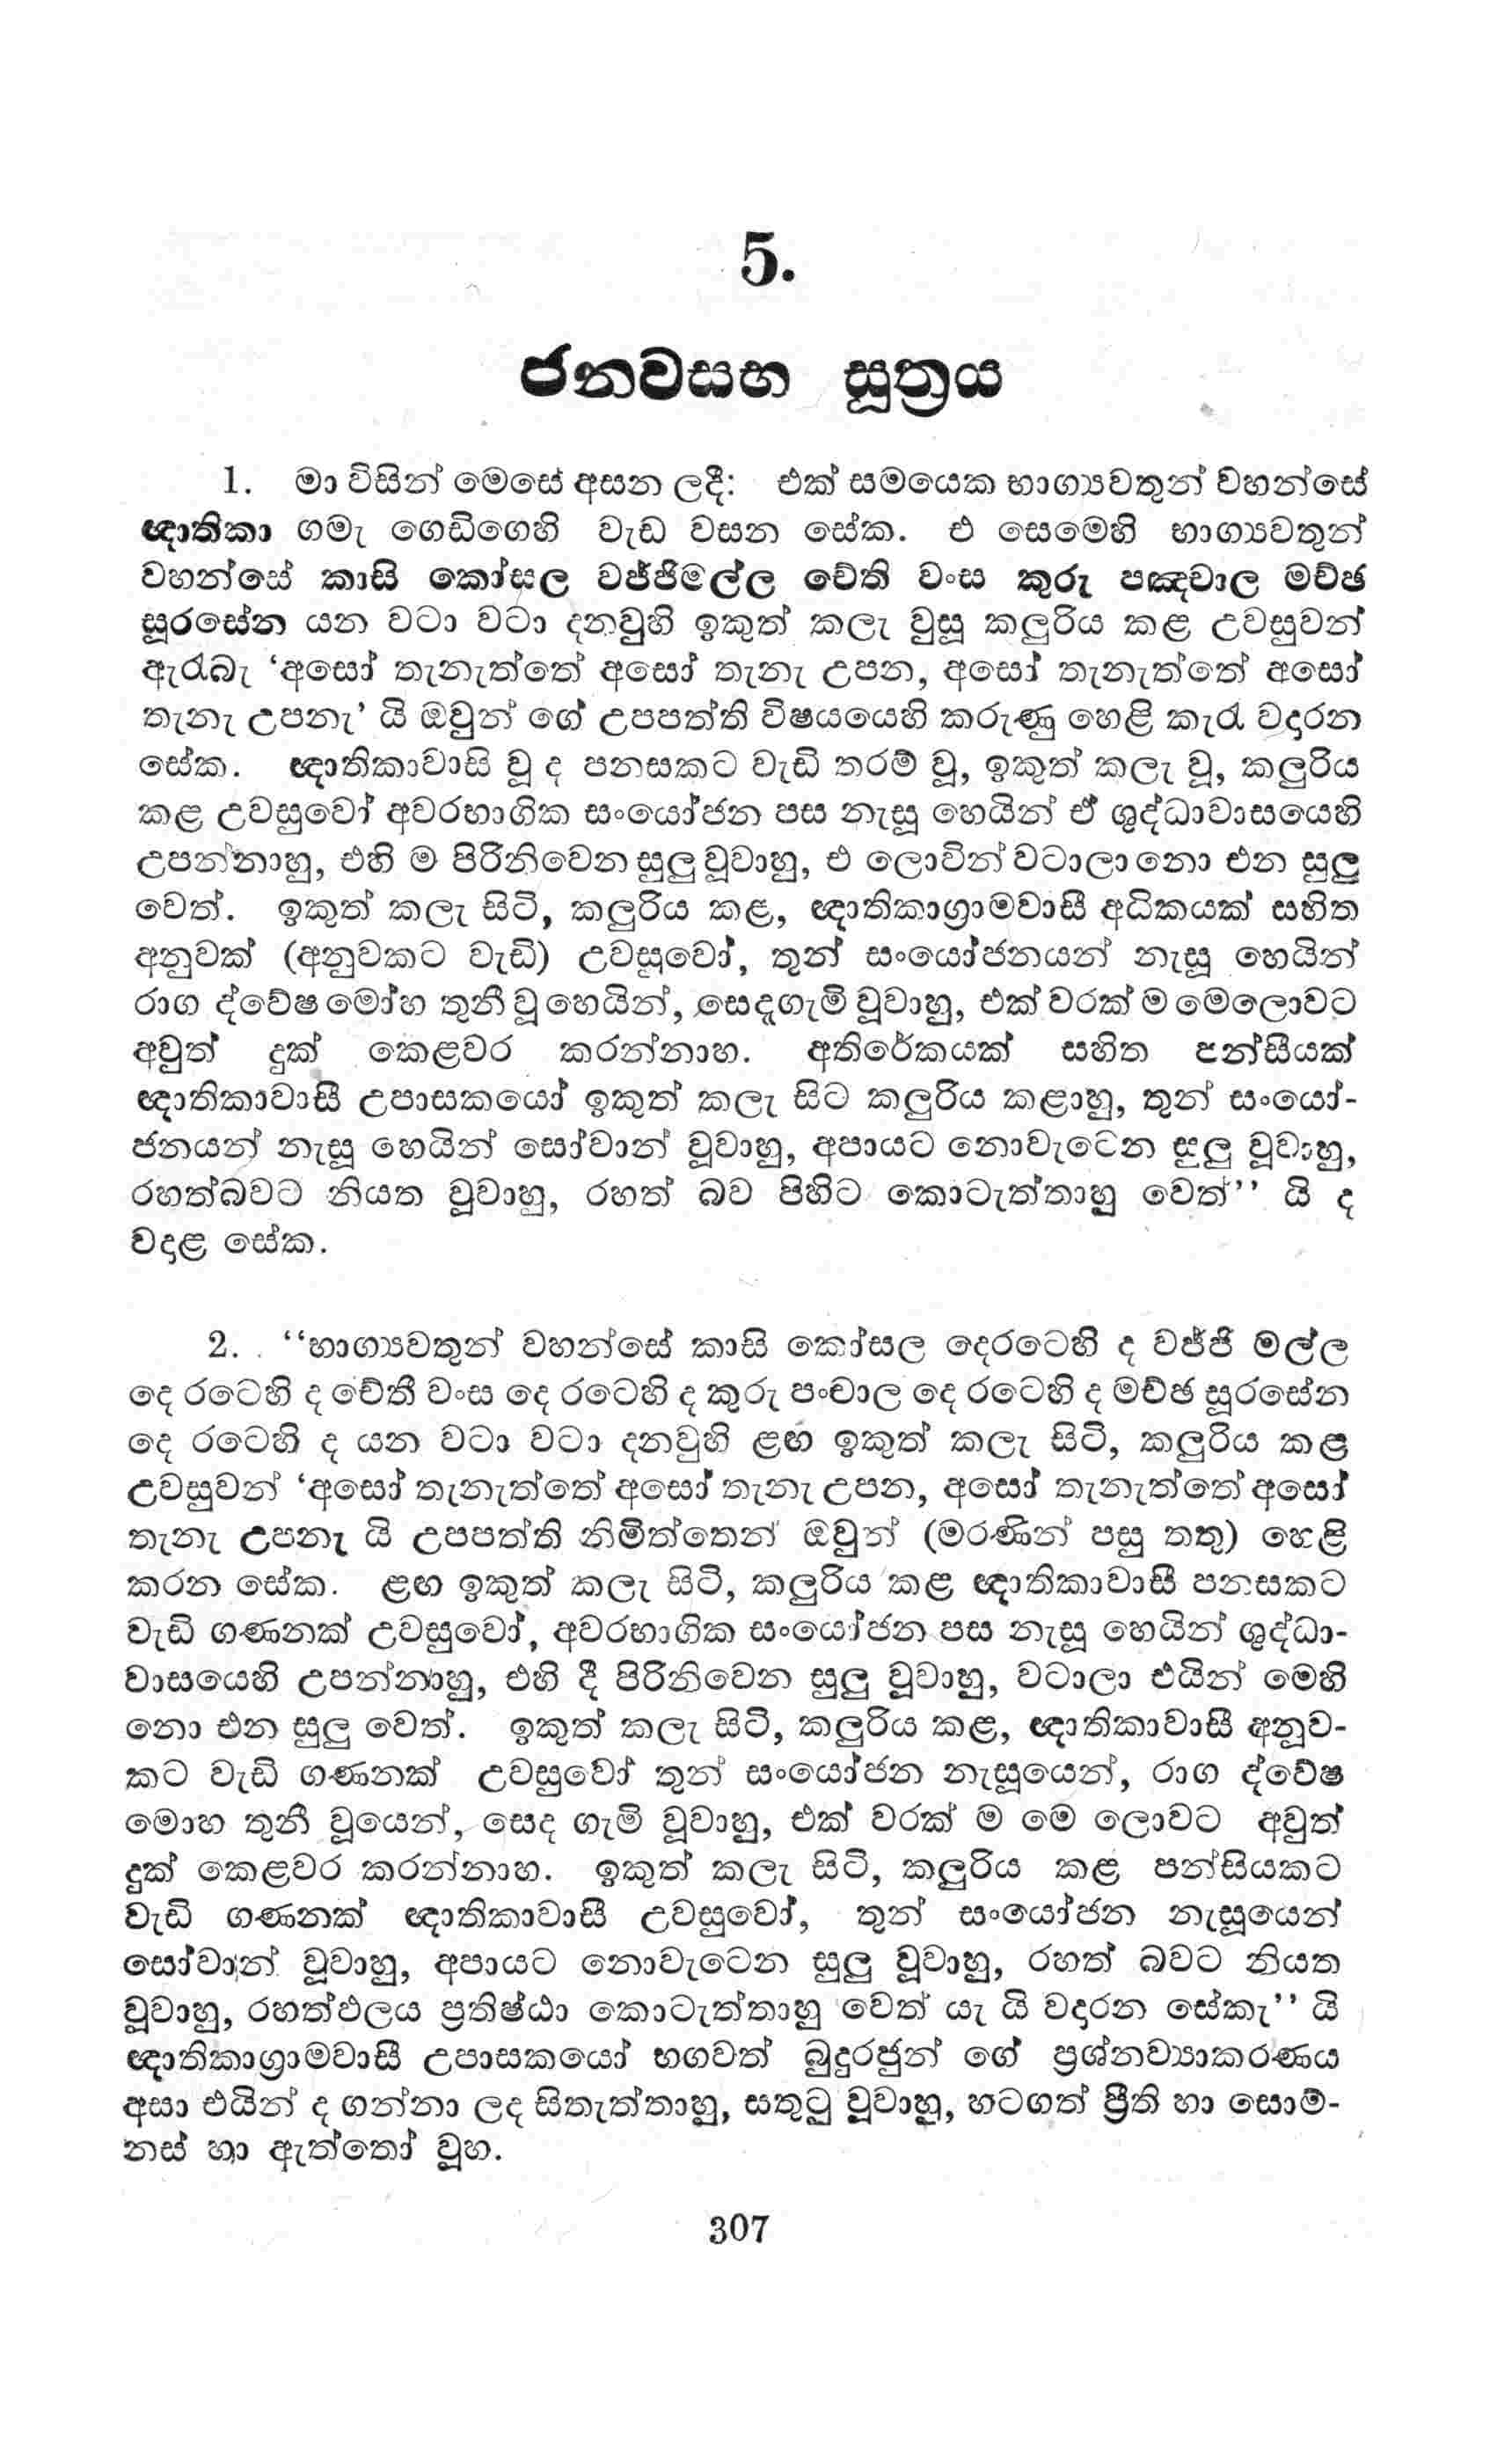 5.
ජනවසභ සූත්‍රය
1. මා විසින් මෙසේ අසන ලදී: එක් සමයෙක භාග්‍යවතුන් වහන්සේ
ඤාතිකා ගමැ ගෙඩිගෙහි වැඩ වසන සේක. එ සෙමෙහි භාග්‍යවතුන්
වහන්සේ කාසි කෝසල වජ්ජිමල්ල චේති වංස කුරු පඤ්චාල මච්ඡ
සූරසේන යන වටා වටා දනවුහි ඉකුත් කලැ වුසූ කලුරිය කළ උවසුවන්
ඇරැබැ ‘අසෝ තැනැත්තේ අසෝ තැනැ උපන, අසෝ තැනැත්තේ අසෝ
තැනැ උපනැ’ යි ඔවුන් ගේ උපපත්ති විෂයයෙහි කරුණු හෙළි කැරැ වදාරන
සේක. ඤාතිකාවාසි වූ ද පනසකට වැඩි තරම් වූ, ඉකුත් කලැ වූ, කලුරිය
කළ උවසුවෝ අවරභාගික සංයෝජන පස නැසූ හෙයින් ඒ ශුද්ධාවාසයෙහි
උපන්නාහු, එහි ම පිරිනිවෙන සුලු වූවාහු, එ ලොවින් වටාලා නො එන සුලු
වෙත්. ඉකුත් කලැ සිටි, කලුරිය කළ, ඤාතිකාග්‍රාමවාසී අධිකයක් සහිත
අනුවක් (අනුවකට වැඩි) උවසුවෝ, තුන් සංයෝජනයන් නැසූ හෙයින්
රාග ද්වේෂ මෝහ තුනී වූ හෙයින්, සෙදැගැමි වූවාහු, එක් වරක් ම මෙලොවට
අවුත් දුක් කෙළවර කරන්නාහ. අතිරේකයක් සහිත පන්සීයක්
ඤාතිකාවාසී උපාසකයෝ ඉකුත් කලැ සිට කලුරිය කළාහු, තුන් සංයෝ-
ජනයන් නැසූ හෙයින් සෝවාන් වූවාහු, අපායට නොවැටෙන සුලු වූවාහු,
රහත්බවට නියත වූවාහු, රහත් බව පිහිට කොටැත්තාහු වෙත්’’ යි ද
වදාළ සේක.
2. ‘‘භාග්‍යවතුන් වහන්සේ කාසි කෝසල දෙරටෙහි ද වජ්ජි මල්ල
දෙ රටෙහි ද චේතී වංස දෙ රටෙහි ද කුරු පංචාල දෙ රටෙහි ද මච්ඡ සූරසේන
දෙ රටෙහි ද යන වටා වටා දනවුහි ළඟ ඉකුත් කලැ සිටි, කලුරිය කළ
උවසුවන් ‘අසෝ තැනැත්තේ අසෝ තැනැ උපන, අසෝ තැනැත්තේ අසෝ
තැනැ උපනැ යි උපපත්ති නිමිත්තෙන් ඔවුන් (මරණින් පසු තතු) හෙළි
කරන සේක. ළඟ ඉකුත් කලැ සිටි, කලුරිය කළ ඤාතිකාවාසී පනසකට
වැඩි ගණනක් උවසුවෝ, අවරභාගික සංයෝජන පස නැසූ හෙයින් ශුද්ධා-
වාසයෙහි උපන්නාහු, එහි දී පිරිනිවෙන සුලු වූවාහු, වටාලා එයින් මෙහි
නො එන සුලු වෙත්. ඉකුත් කලැ සිටි, කලුරිය කළ, ඤාතිකාවාසී අනූව-
කට වැඩි ගණනක් උවසුවෝ තුන් සංයෝජන නැසූයෙන්, රාග ද්වේෂ
මොහ තුනී වූයෙන්, සෙද ගැමි වූවාහු, එක් වරක් ම මෙ ලොවට අවුත්
දුක් කෙළවර කරන්නාහ. ඉකුත් කලැ සිටි, කලුරිය කළ පන්සියකට
වැඩි ගණනක් ඤාතිකාවාසී උවසුවෝ, තුන් සංයෝජන නැසූයෙන්
සෝවාන් වූවාහු, අපායට නොවැටෙන සුලු වූවාහු, රහත් බවට නියත
වූවාහු, රහත්ඵලය ප්‍රතිෂ්ඨා කොටැත්තාහු වෙත් යැ යි වදාරන සේකැ’’ යි
ඤාතිකාග්‍රාමවාසී උපාසකයෝ භගවත් බුදුරජුන් ගේ ප්‍රශ්නව්‍යාකරණය
අසා එයින් ද ගන්නා ලද සිතැත්තාහු, සතුටු වූවාහු, හටගත් ප්‍රීති හා සොම්-
නස් හා ඇත්තෝ වූහ.
307